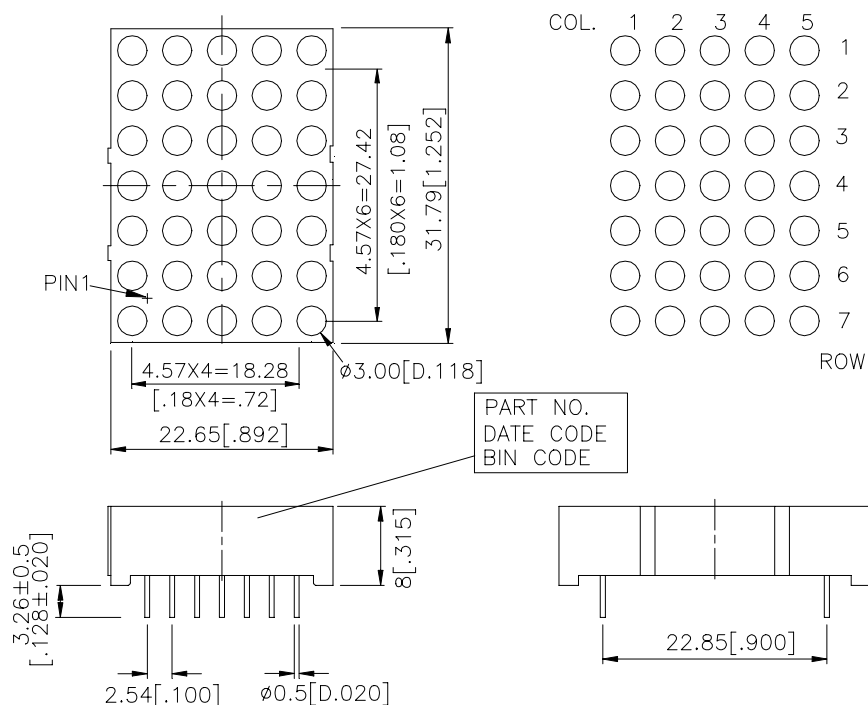 COL. 1 2 3 4 5
1
2
3
4
5
6
7
ROW
4.57X6=27.42
[.180X6=1.08]
31.79[1.252]
PIN1
4.57X4=18.28
[.18X4=.72]
22.65[.892]
ø3.00[D.118]
PART NO.
DATE CODE
BIN CODE
3.26±0.5
[.128±.020]
8[.315]
2.54[.100]
ø0.5[D.020]
22.85[.900]